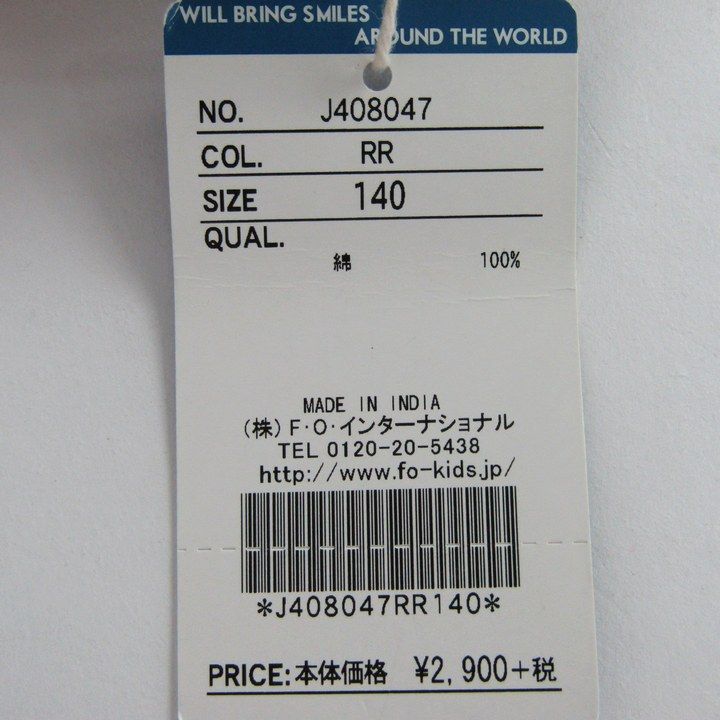 WILL BRING SMILES
AROUND THE WORLD
NO. J408047
COL. RR
SIZE 140
QUAL.
綿 100%
MADE IN INDIA
(株)F・O・インターナショナル
TEL 0120-20-5438
http://www.fo-kids.jp/
*J408047RR140*
PRICE:本体価格 ¥2,900+税